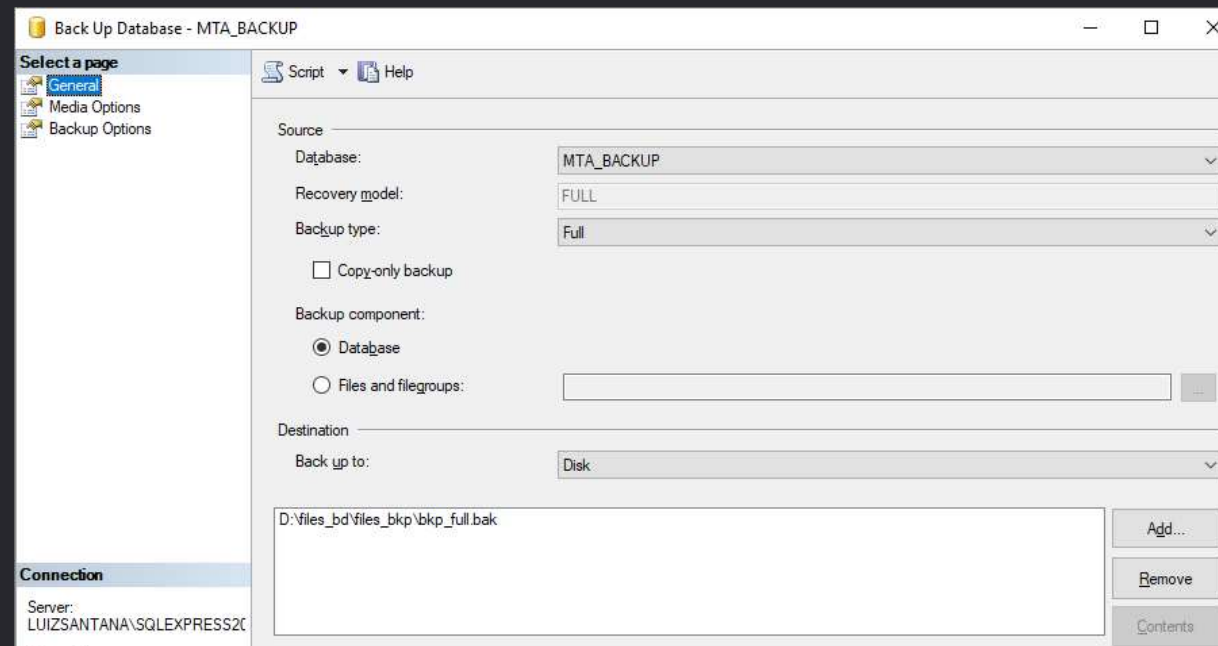 Back Up Database - MTA_BACKUP
Select a page
General
Media Options
Backup Options
Script Help
Source
Database: MTA_BACKUP
Recovery model: FULL
Backup type: Full
Copy-only backup
Backup component:
Database
Files and filegroups: ...
Destination
Back up to: Disk
D:\files_bd\files_bkp\bkp_full.bak
Add...
Remove
Contents
Connection
Server:
LUIZSANTANA\SQLEXPRESS20